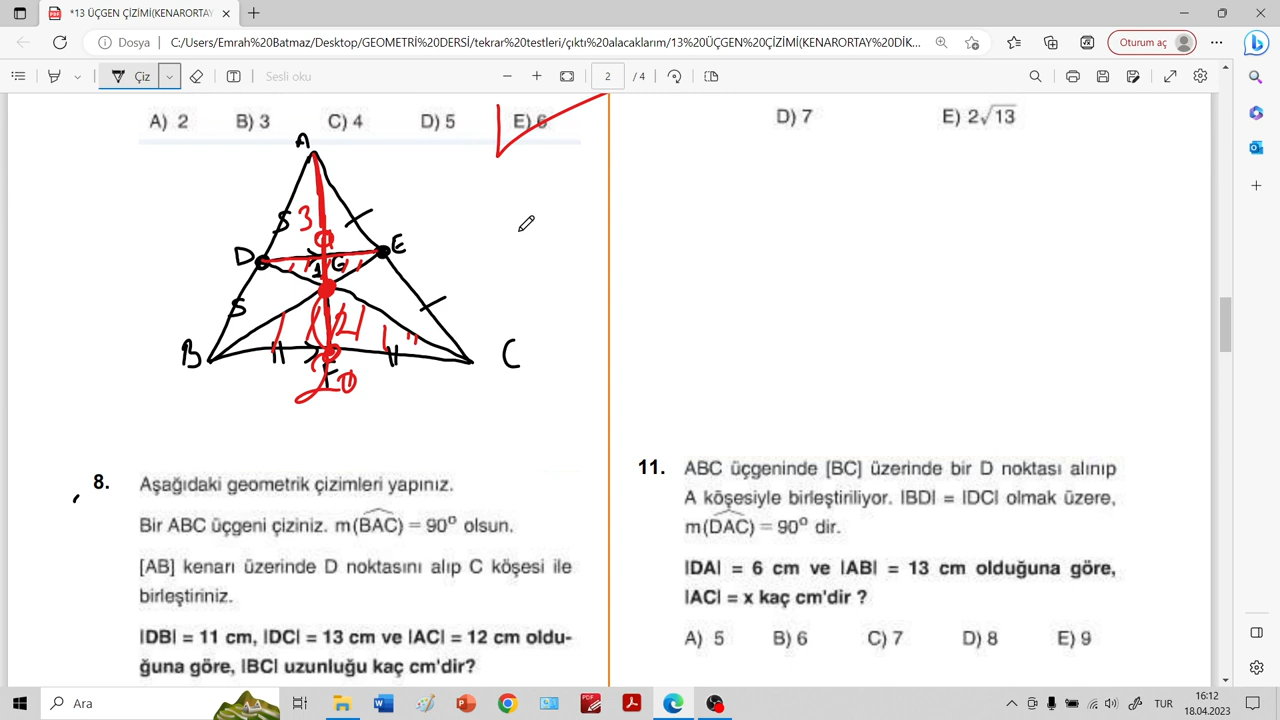 *13 ÜÇGEN ÇİZİMİ(KENARORTAY
Dosya
C:/Users/Emrah%20Batmaz/Desktop/GEOMETRİ%20DERSİ/tekrar%20testleri/çıktı%20alacaklarım/13%20ÜÇGEN%20ÇİZİMİ(KENARORTAY%20DİK...
Oturum aç
Çiz
Sesli oku
2
/ 4
A) 2 B) 3 C) 4 D) 5 E) 6
A
S 3
D E
1 G
S
2
B C
F
8.
Aşağıdaki geometrik çizimleri yapınız.
Bir ABC üçgeni çiziniz. m(BAC) = 90° olsun.
[AB] kenarı üzerinde D noktasını alıp C köşesi ile
birleştiriniz.
|DB| = 11 cm, |DC| = 13 cm ve |AC| = 12 cm oldu-
ğuna göre, |BC| uzunluğu kaç cm'dir?
D) 7 E) 2√13
11.
ABC üçgeninde [BC] üzerinde bir D noktası alınıp
A köşesiyle birleştiriliyor. |BD| = |DC| olmak üzere,
m(DAC) = 90° dir.
|DA| = 6 cm ve |AB| = 13 cm olduğuna göre,
|AC| = x kaç cm'dir ?
A) 5 B) 6 C) 7 D) 8 E) 9
Ara
TUR
16:12
18.04.2023